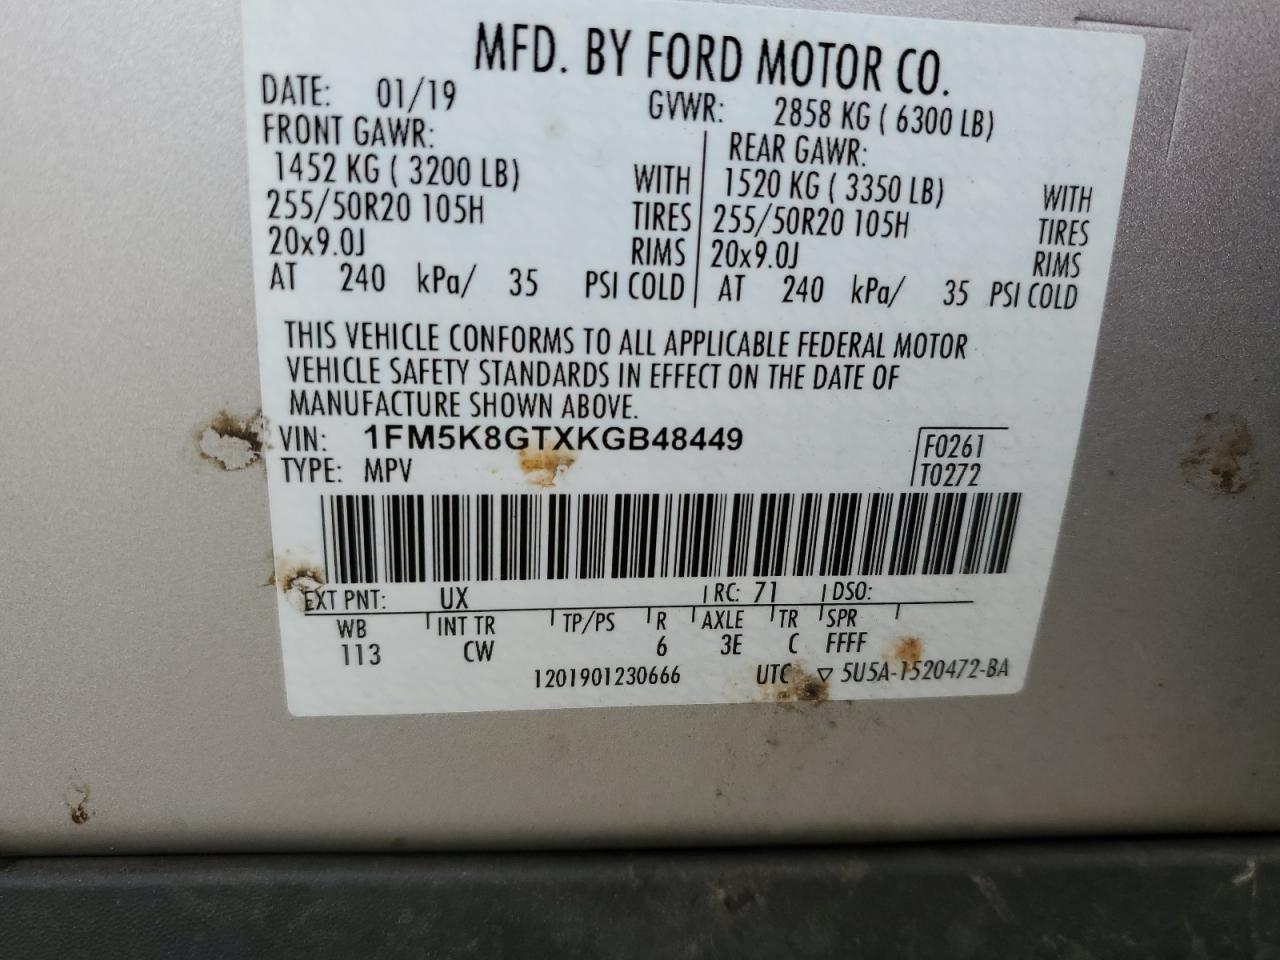 MFD. BY FORD MOTOR CO.
DATE: 01/19 GVWR: 2858 KG ( 6300 LB)
FRONT GAWR: REAR GAWR:
1452 KG ( 3200 LB) WITH 1520 KG ( 3350 LB) WITH
255/50R20 105H TIRES 255/50R20 105H TIRES
20x9.0J RIMS 20x9.0J RIMS
AT 240 kPa/ 35 PSI COLD AT 240 kPa/ 35 PSI COLD
THIS VEHICLE CONFORMS TO ALL APPLICABLE FEDERAL MOTOR
VEHICLE SAFETY STANDARDS IN EFFECT ON THE DATE OF
MANUFACTURE SHOWN ABOVE.
VIN: 1FM5K8GTXKGB48449 F0261
TYPE: MPV T0272
EXT PNT: UX RC: 71 DSO:
WB INT TR TP/PS R AXLE TR SPR
113 CW 6 3E C FFFF
1201901230666 UTC ▽ 5U5A-1520472-BA